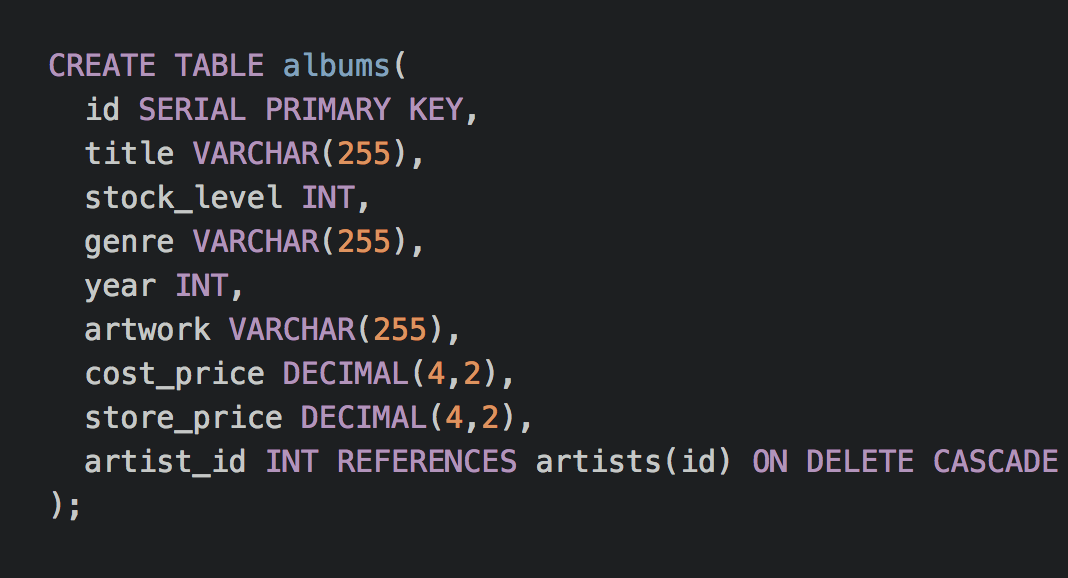 CREATE TABLE albums(
  id SERIAL PRIMARY KEY,
  title VARCHAR(255),
  stock_level INT,
  genre VARCHAR(255),
  year INT,
  artwork VARCHAR(255),
  cost_price DECIMAL(4,2),
  store_price DECIMAL(4,2),
  artist_id INT REFERENCES artists(id) ON DELETE CASCADE
);